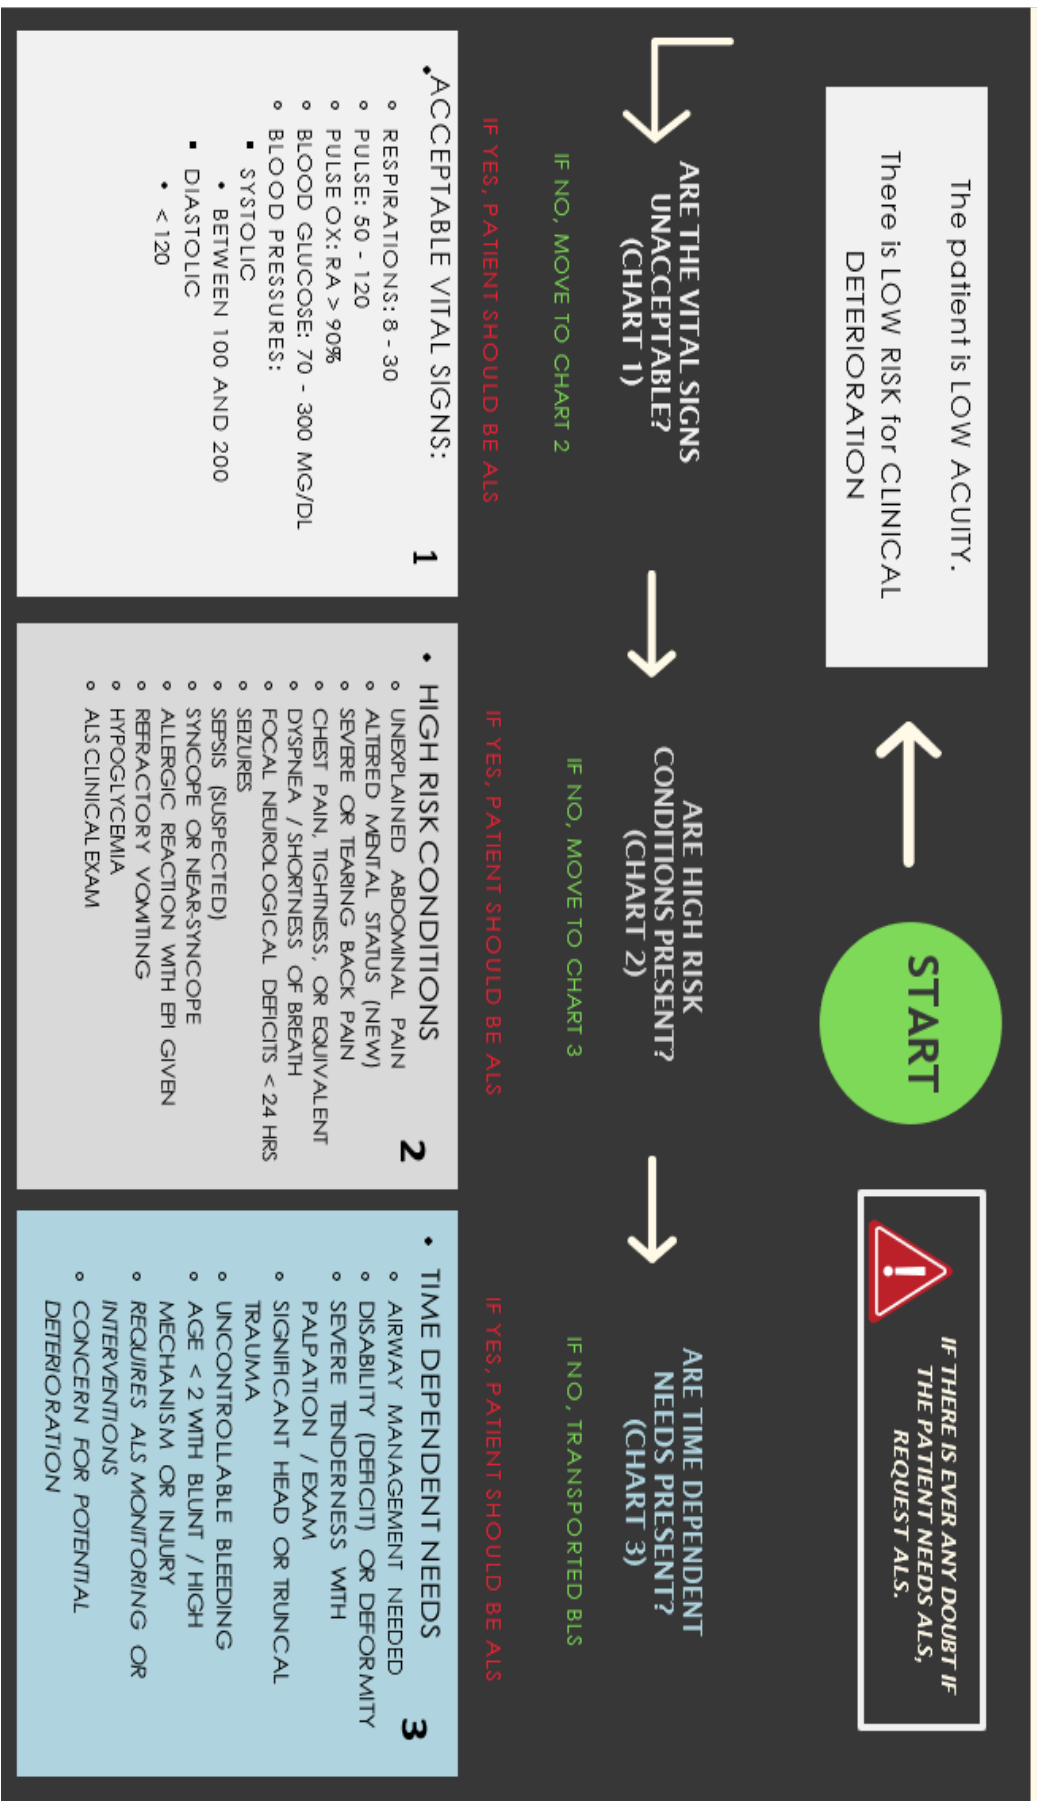 START
The patient is LOW ACUITY.
There is LOW RISK for CLINICAL
DETERIORATION
IF THERE IS EVER ANY DOUBT IF
THE PATIENT NEEDS ALS,
REQUEST ALS.
ARE THE VITAL SIGNS
UNACCEPTABLE?
(CHART 1)
IF NO, MOVE TO CHART 2
IF YES, PATIENT SHOULD BE ALS
• ACCEPTABLE VITAL SIGNS:
◦ RESPIRATIONS: 8 - 30
◦ PULSE: 50 - 120
◦ PULSE OX: RA > 90%
◦ BLOOD GLUCOSE: 70 - 300 MG/DL
◦ BLOOD PRESSURES:
▪ SYSTOLIC
• BETWEEN 100 AND 200
▪ DIASTOLIC
• < 120
1
ARE HIGH RISK
CONDITIONS PRESENT?
(CHART 2)
IF NO, MOVE TO CHART 3
IF YES, PATIENT SHOULD BE ALS
• HIGH RISK CONDITIONS
◦ UNEXPLAINED ABDOMINAL PAIN
◦ ALTERED MENTAL STATUS (NEW)
◦ SEVERE OR TEARING BACK PAIN
◦ CHEST PAIN, TIGHTNESS, OR EQUIVALENT
◦ DYSPNEA / SHORTNESS OF BREATH
◦ FOCAL NEUROLOGICAL DEFICITS < 24 HRS
◦ SEIZURES
◦ SEPSIS (SUSPECTED)
◦ SYNCOPE OR NEAR-SYNCOPE
◦ ALLERGIC REACTION WITH EPI GIVEN
◦ REFRACTORY VOMITING
◦ HYPOGLYCEMIA
◦ ALS CLINICAL EXAM
2
ARE TIME DEPENDENT
NEEDS PRESENT?
(CHART 3)
IF NO, TRANSPORTED BLS
IF YES, PATIENT SHOULD BE ALS
• TIME DEPENDENT NEEDS
◦ AIRWAY MANAGEMENT NEEDED
◦ DISABILITY (DEFICIT) OR DEFORMITY
◦ SEVERE TENDERNESS WITH
PALPATION / EXAM
◦ SIGNIFICANT HEAD OR TRUNCAL
TRAUMA
◦ UNCONTROLLABLE BLEEDING
◦ AGE < 2 WITH BLUNT / HIGH
MECHANISM OR INJURY
◦ REQUIRES ALS MONITORING OR
INTERVENTIONS
◦ CONCERN FOR POTENTIAL
DETERIORATION
3